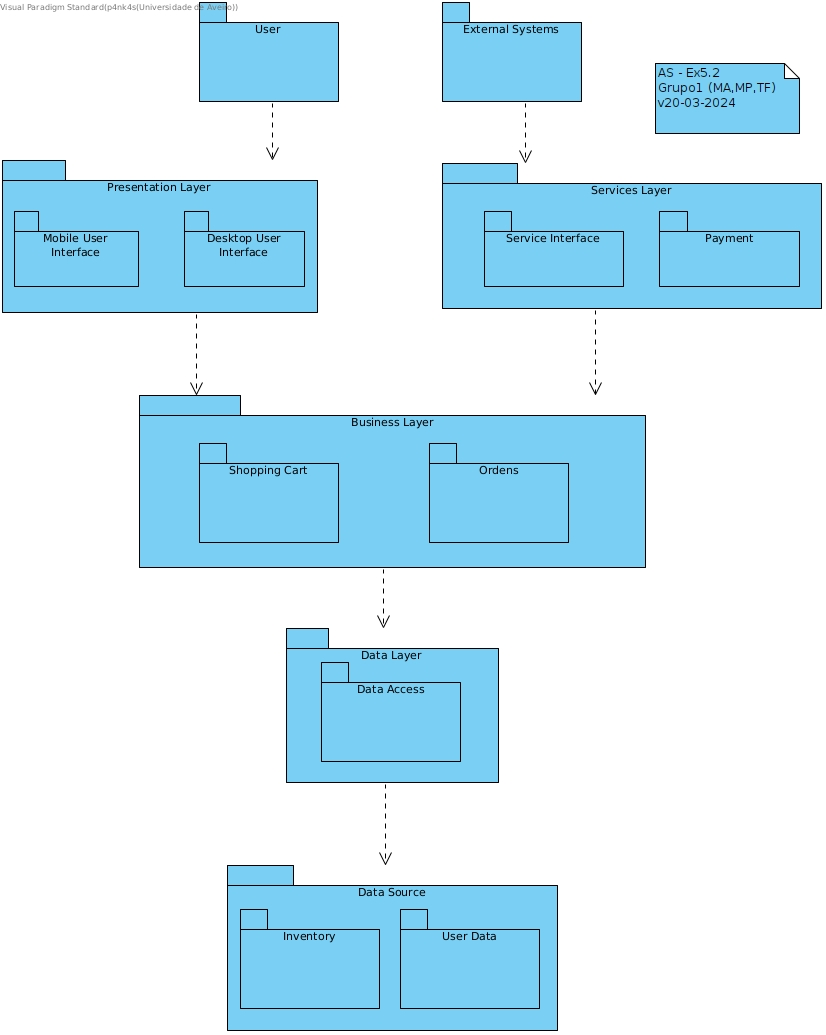 Visual Paradigm Standard(p4nk4s(Universidade de Aveiro))
User
External Systems
AS - Ex5.2
Grupo1 (MA,MP,TF)
v20-03-2024
Presentation Layer
Mobile User
Interface
Desktop User
Interface
Services Layer
Service Interface
Payment
Business Layer
Shopping Cart
Ordens
Data Layer
Data Access
Data Source
Inventory
User Data